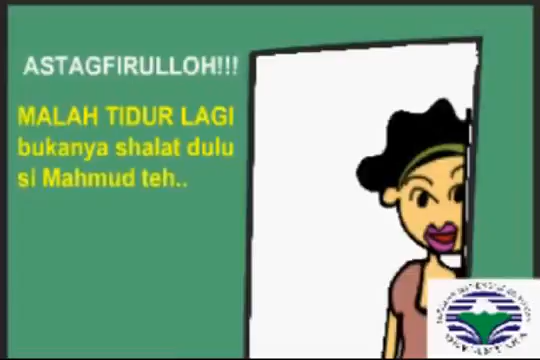 ASTAGFIRULLOH!!!
MALAH TIDUR LAGI
bukanya shalat dulu
si Mahmud teh..